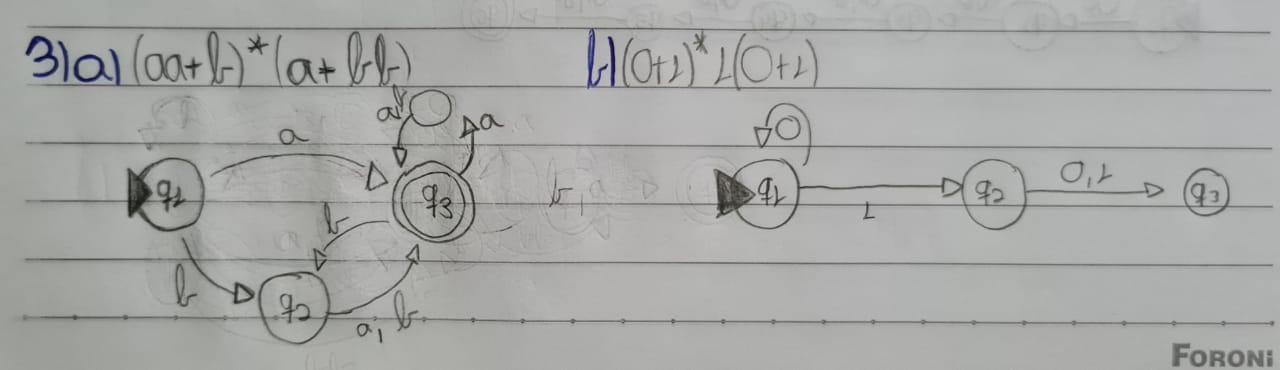 3)a) (aa+b)*(a+bb) b) (0+1)*1(0+1)
a a, a
q1 q3 b q1 0 1 q2 0,1 q3
b q2 a, b
FORONI